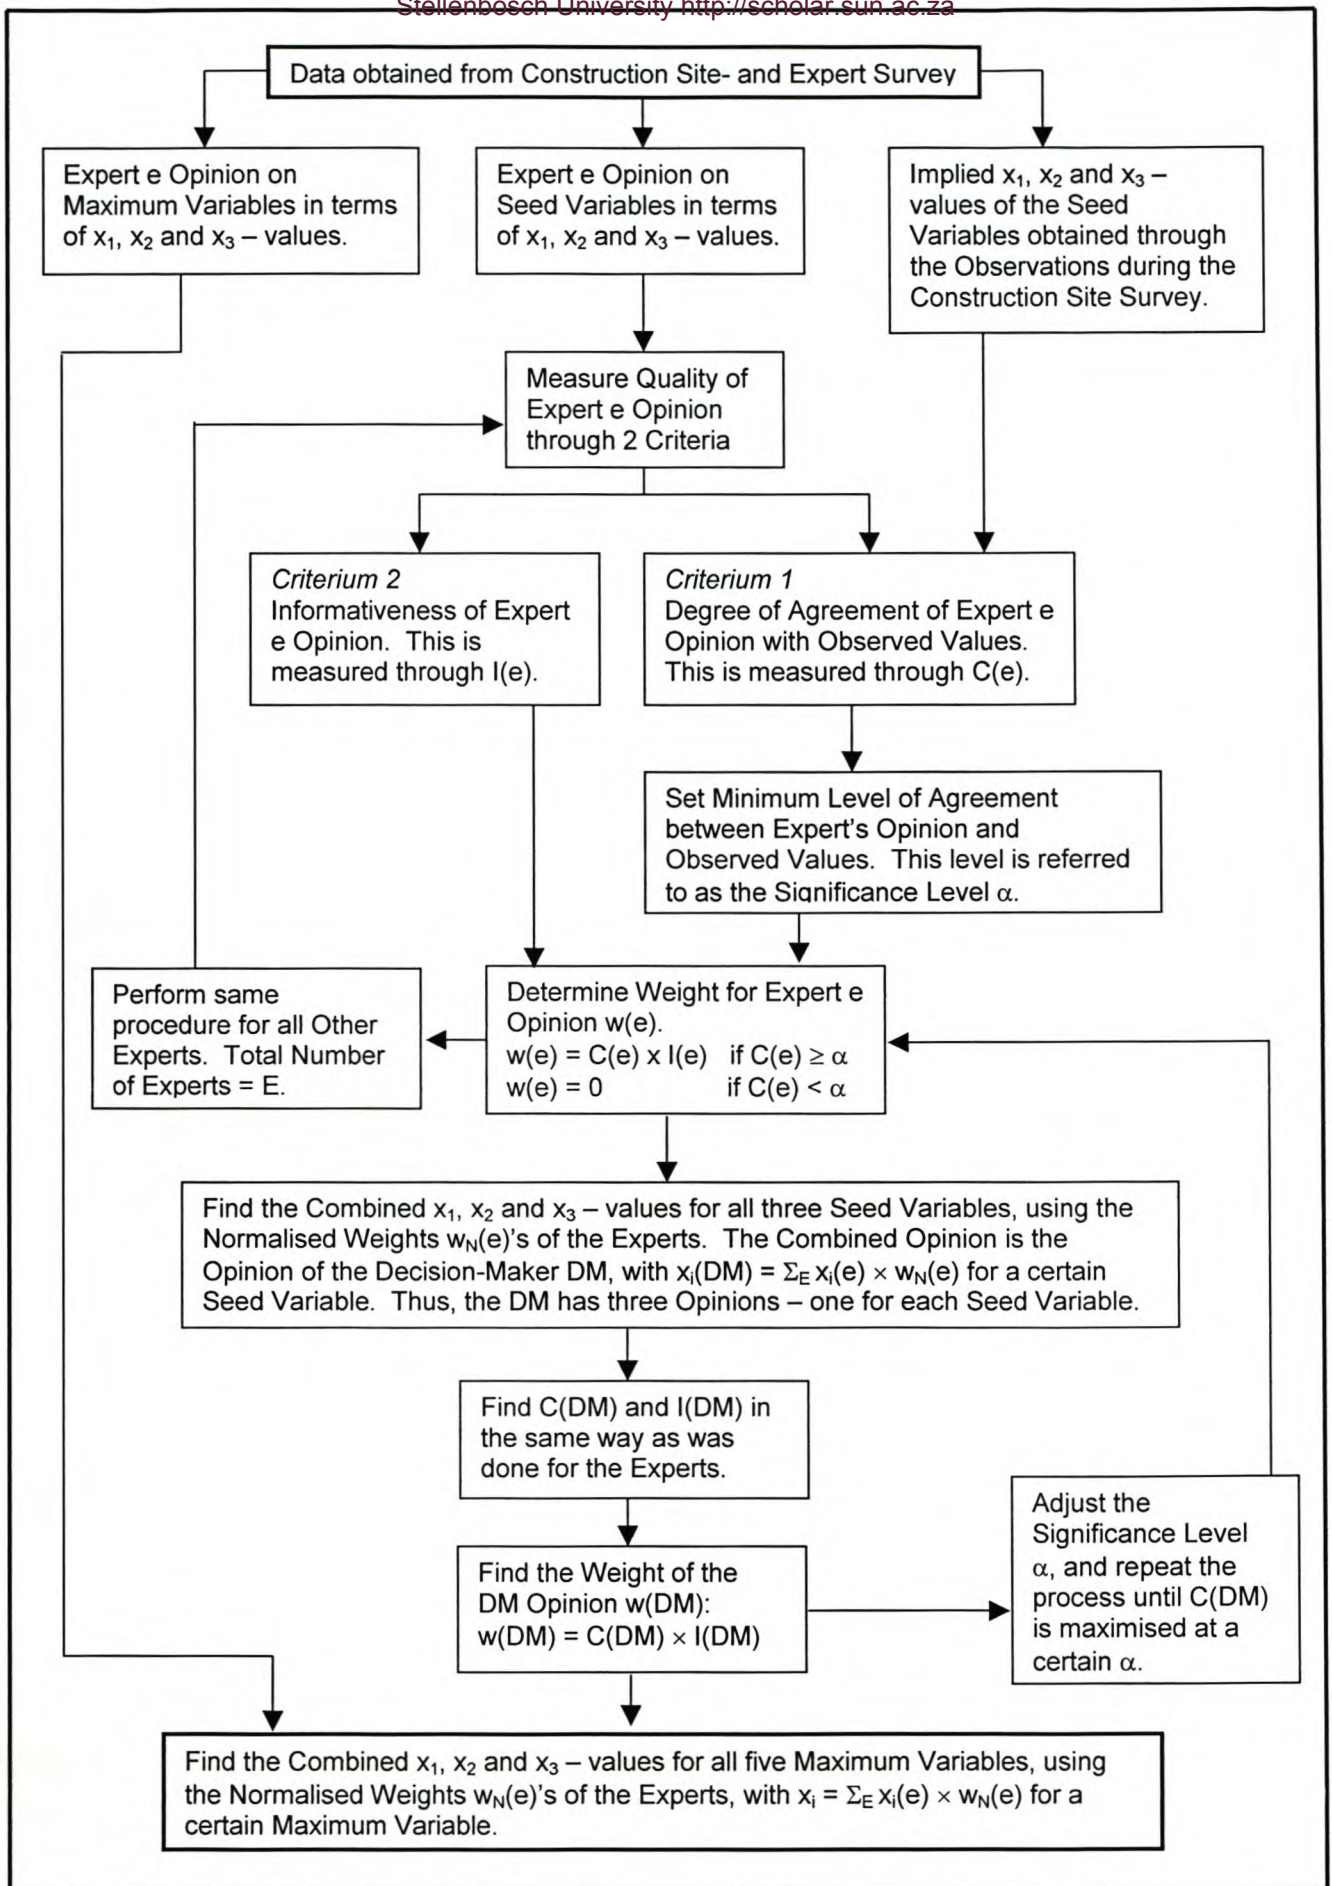 Stellenbosch University http://scholar.sun.ac.za
Data obtained from Construction Site- and Expert Survey
Expert e Opinion on
Maximum Variables in terms
of x₁, x₂ and x₃ – values.
Expert e Opinion on
Seed Variables in terms
of x₁, x₂ and x₃ – values.
Implied x₁, x₂ and x₃ –
values of the Seed
Variables obtained through
the Observations during the
Construction Site Survey.
Measure Quality of
Expert e Opinion
through 2 Criteria
Criterium 2
Informativeness of Expert
e Opinion. This is
measured through I(e).
Criterium 1
Degree of Agreement of Expert e
Opinion with Observed Values.
This is measured through C(e).
Set Minimum Level of Agreement
between Expert's Opinion and
Observed Values. This level is referred
to as the Significance Level α.
Perform same
procedure for all Other
Experts. Total Number
of Experts = E.
Determine Weight for Expert e
Opinion w(e).
w(e) = C(e) x I(e) if C(e) ≥ α
w(e) = 0 if C(e) < α
Find the Combined x₁, x₂ and x₃ – values for all three Seed Variables, using the
Normalised Weights w_N(e)'s of the Experts. The Combined Opinion is the
Opinion of the Decision-Maker DM, with xᵢ(DM) = Σ_E xᵢ(e) × w_N(e) for a certain
Seed Variable. Thus, the DM has three Opinions – one for each Seed Variable.
Find C(DM) and I(DM) in
the same way as was
done for the Experts.
Find the Weight of the
DM Opinion w(DM):
w(DM) = C(DM) × I(DM)
Adjust the
Significance Level
α, and repeat the
process until C(DM)
is maximised at a
certain α.
Find the Combined x₁, x₂ and x₃ – values for all five Maximum Variables, using
the Normalised Weights w_N(e)'s of the Experts, with xᵢ = Σ_E xᵢ(e) × w_N(e) for a
certain Maximum Variable.